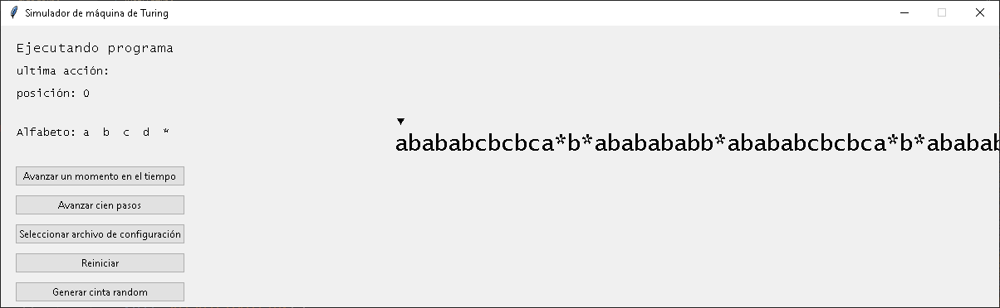 Simulador de máquina de Turing
Ejecutando programa
ultima acción:
posición: 0
Alfabeto: a b c d *
abababcbcbca*b*ababababb*abababcbcbca*b*ababab
Avanzar un momento en el tiempo
Avanzar cien pasos
Seleccionar archivo de configuración
Reiniciar
Generar cinta random